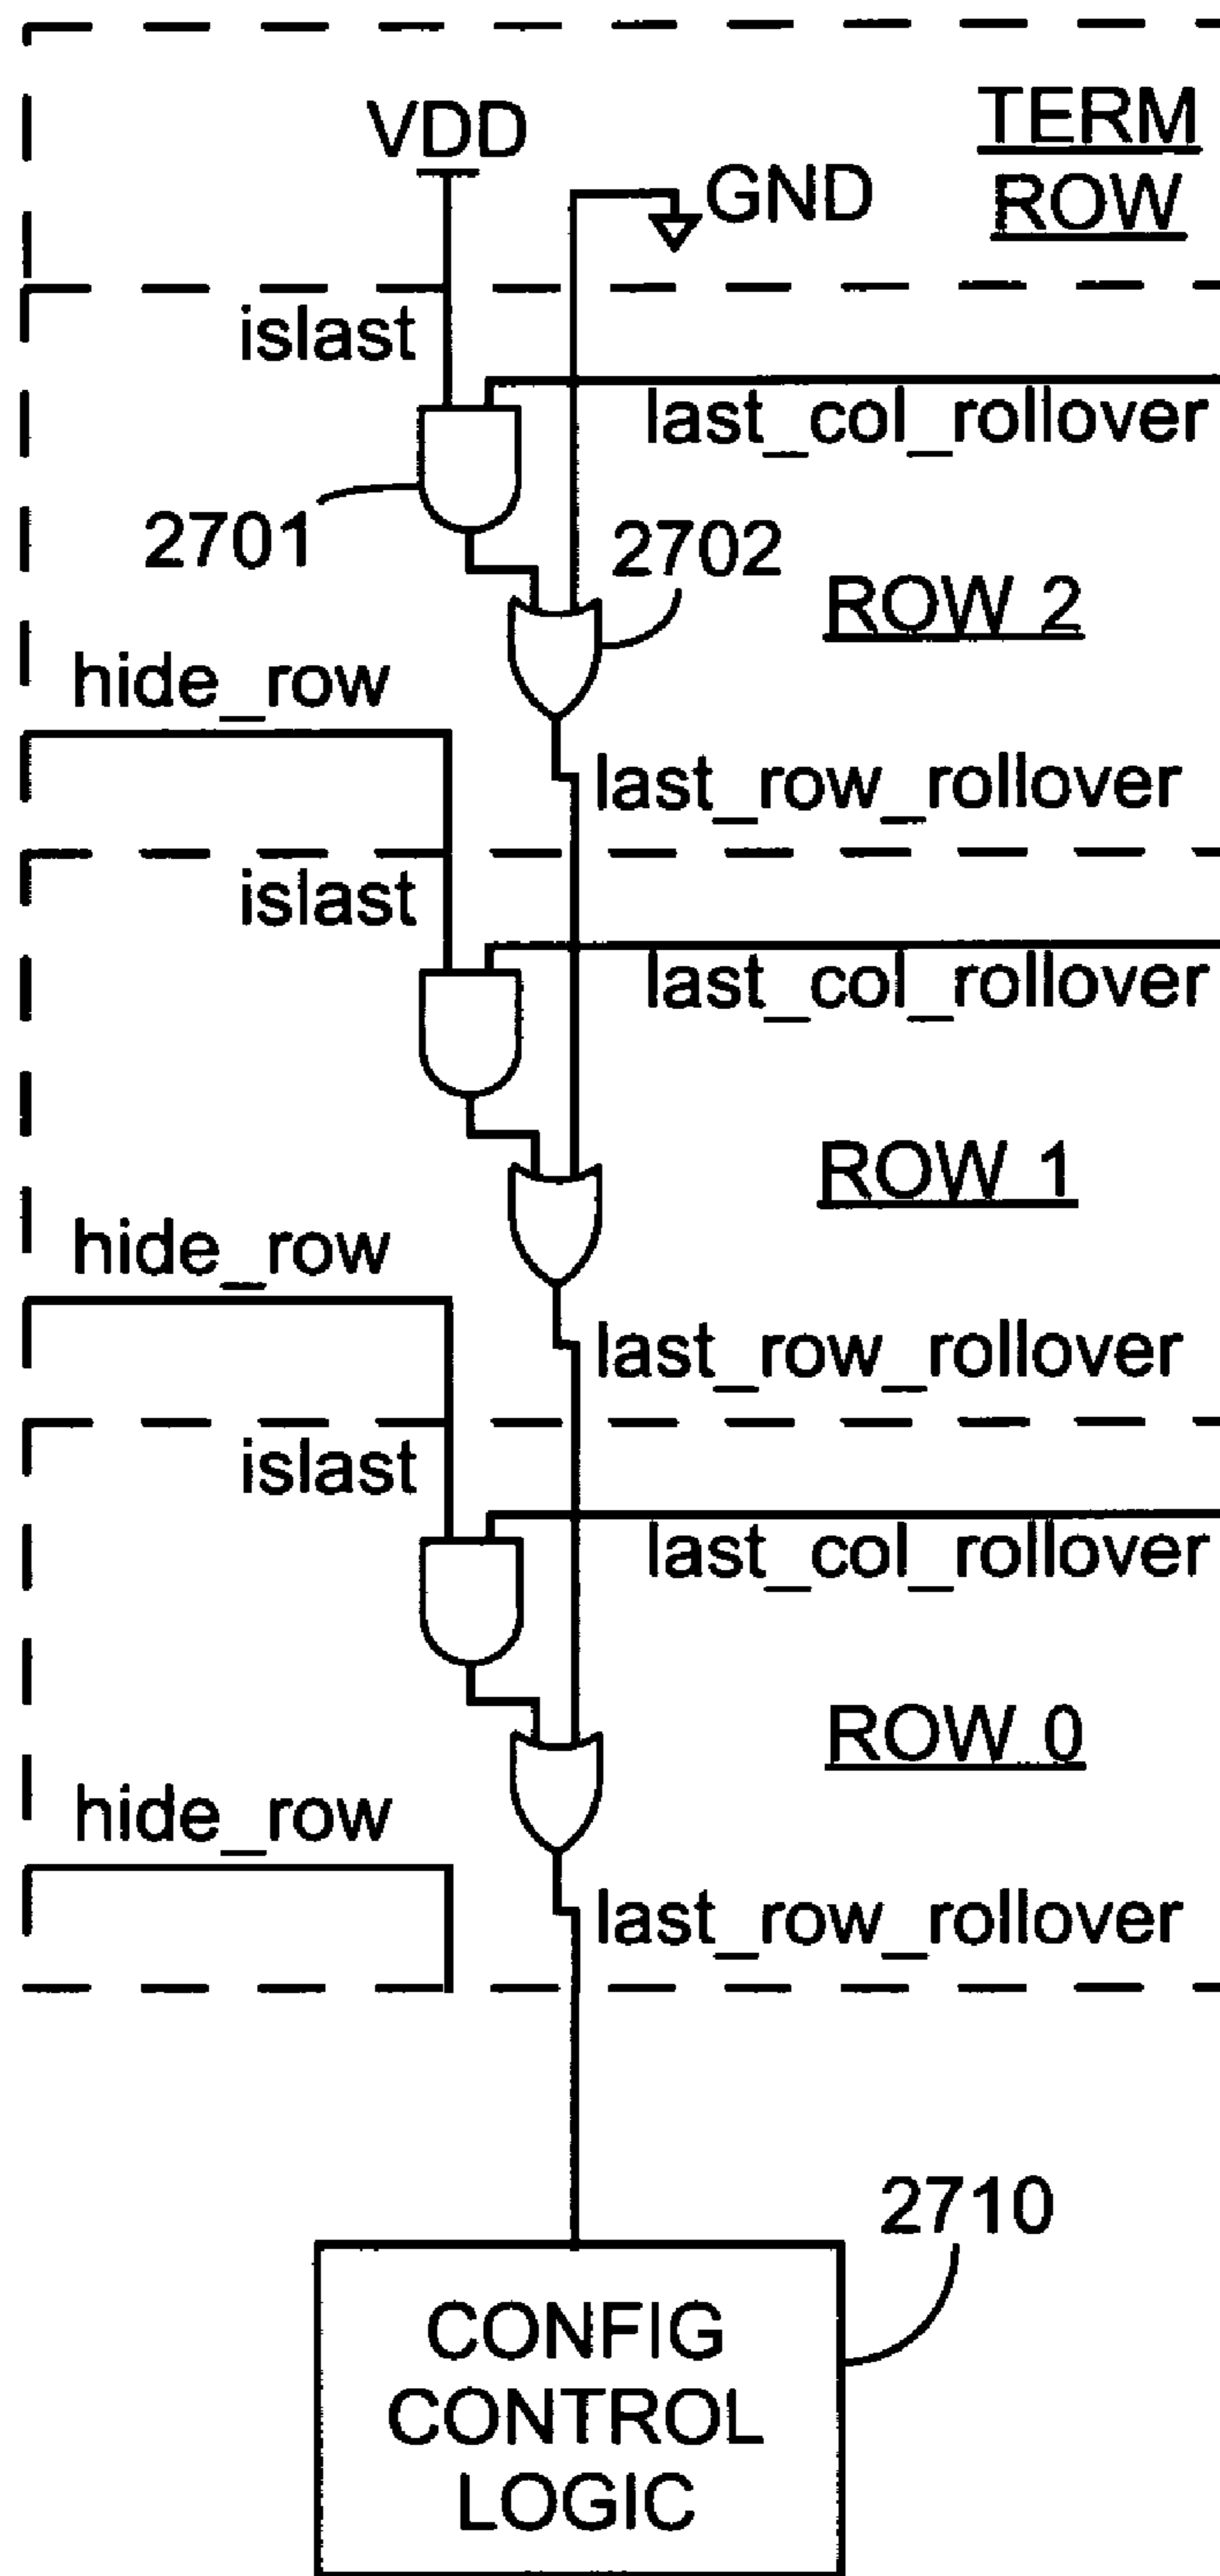 TERM
ROW
VDD
GND
islast
last_col_rollover
2701
2702
ROW 2
hide_row
last_row_rollover
islast
last_col_rollover
ROW 1
hide_row
last_row_rollover
islast
last_col_rollover
ROW 0
hide_row
last_row_rollover
2710
CONFIG
CONTROL
LOGIC